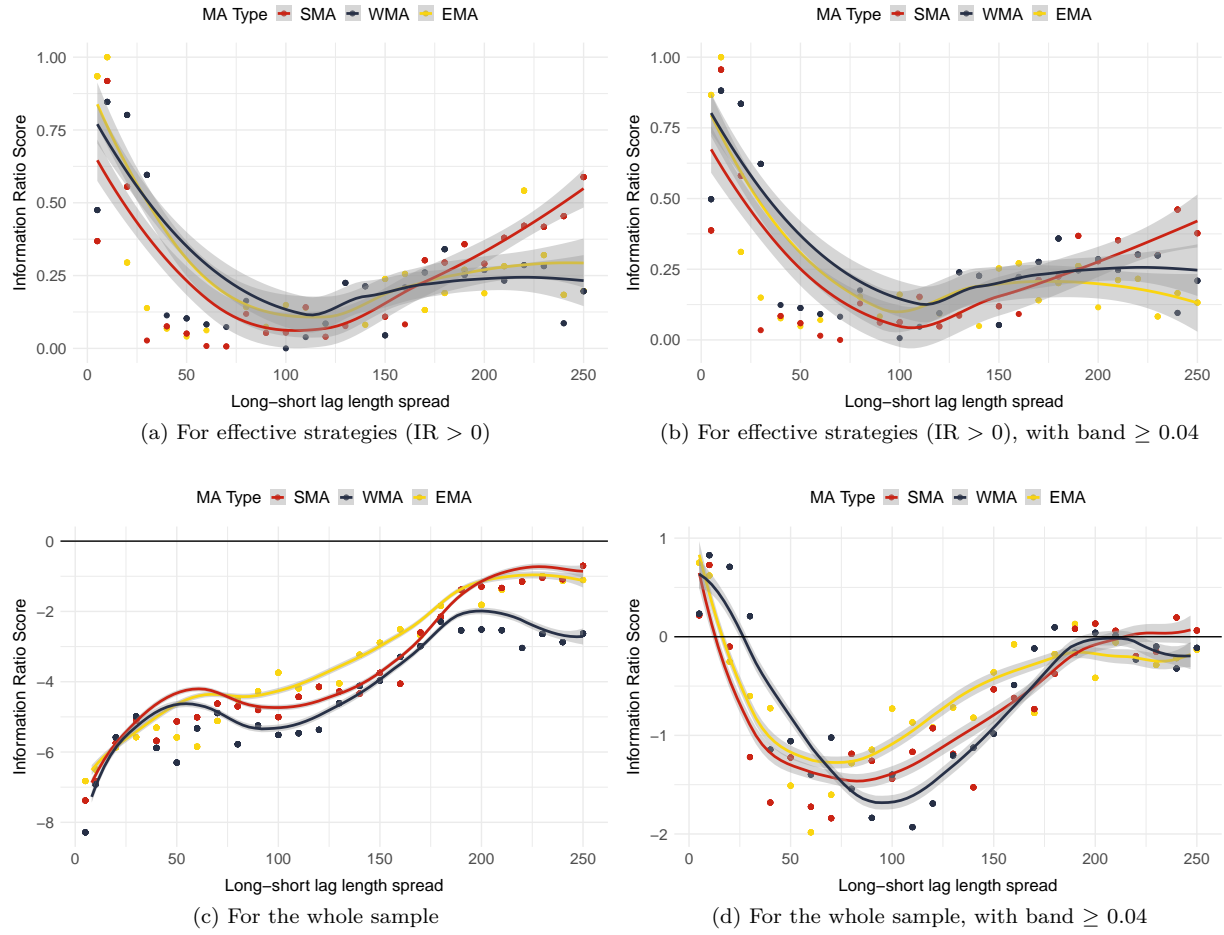 MA Type SMA WMA EMA
1.00
0.75
0.50
0.25
0.00
Information Ratio Score
0 50 100 150 200 250
Long−short lag length spread
(a) For effective strategies (IR > 0)
MA Type SMA WMA EMA
1.00
0.75
0.50
0.25
0.00
Information Ratio Score
0 50 100 150 200 250
Long−short lag length spread
(b) For effective strategies (IR > 0), with band ≥ 0.04
MA Type SMA WMA EMA
0
−2
−4
−6
−8
Information Ratio Score
0 50 100 150 200 250
Long−short lag length spread
(c) For the whole sample
MA Type SMA WMA EMA
1
0
−1
−2
Information Ratio Score
0 50 100 150 200 250
Long−short lag length spread
(d) For the whole sample, with band ≥ 0.04